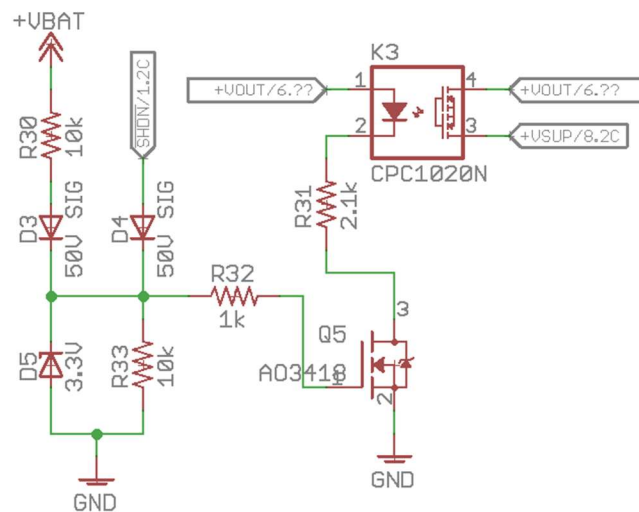 +VBAT
K3
SHDN/1.2C
1
4
+VOUT/6.??
+VOUT/6.??
R30
10k
2
3
+VSUP/8.2C
CPC1020N
R31
2.1k
D3
SIG
50V
D4
SIG
50V
R32
1k
3
Q5
D5
3.3V
R33
10k
AO3418
1
2
GND
GND